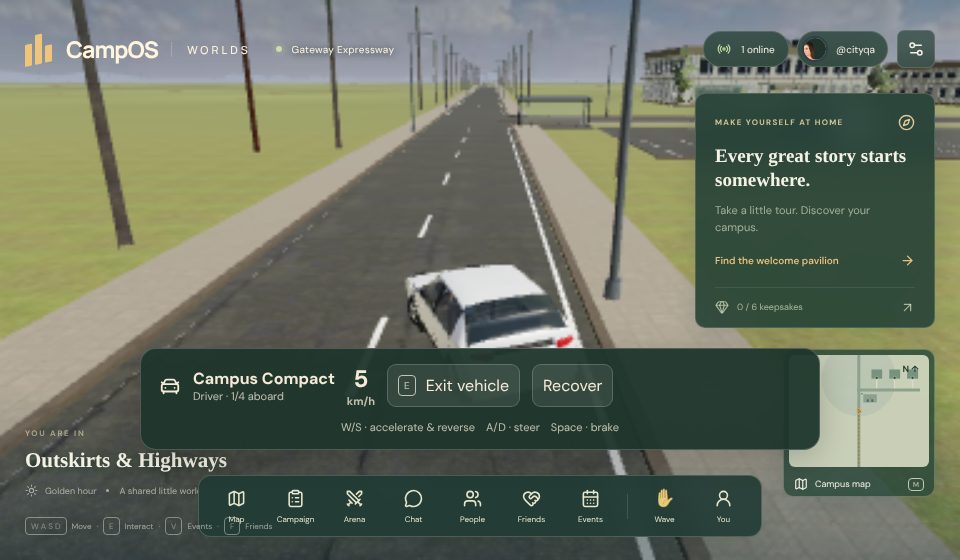 CampOS
WORLDS
Gateway Expressway
1 online
@cityqa
MAKE YOURSELF AT HOME
Every great story starts
somewhere.
Take a little tour. Discover your
campus.
Find the welcome pavilion
0 / 6 keepsakes
Campus Compact
Driver · 1/4 aboard
5
km/h
E Exit vehicle
Recover
W/S · accelerate & reverse A/D · steer Space · brake
N
Campus map
M
YOU ARE IN
Outskirts & Highways
Golden hour • A shared little
W A S D Move · E Interact · V Events · F Friends
Map
Campaign
Arena
Chat
People
Friends
Events
Wave
You